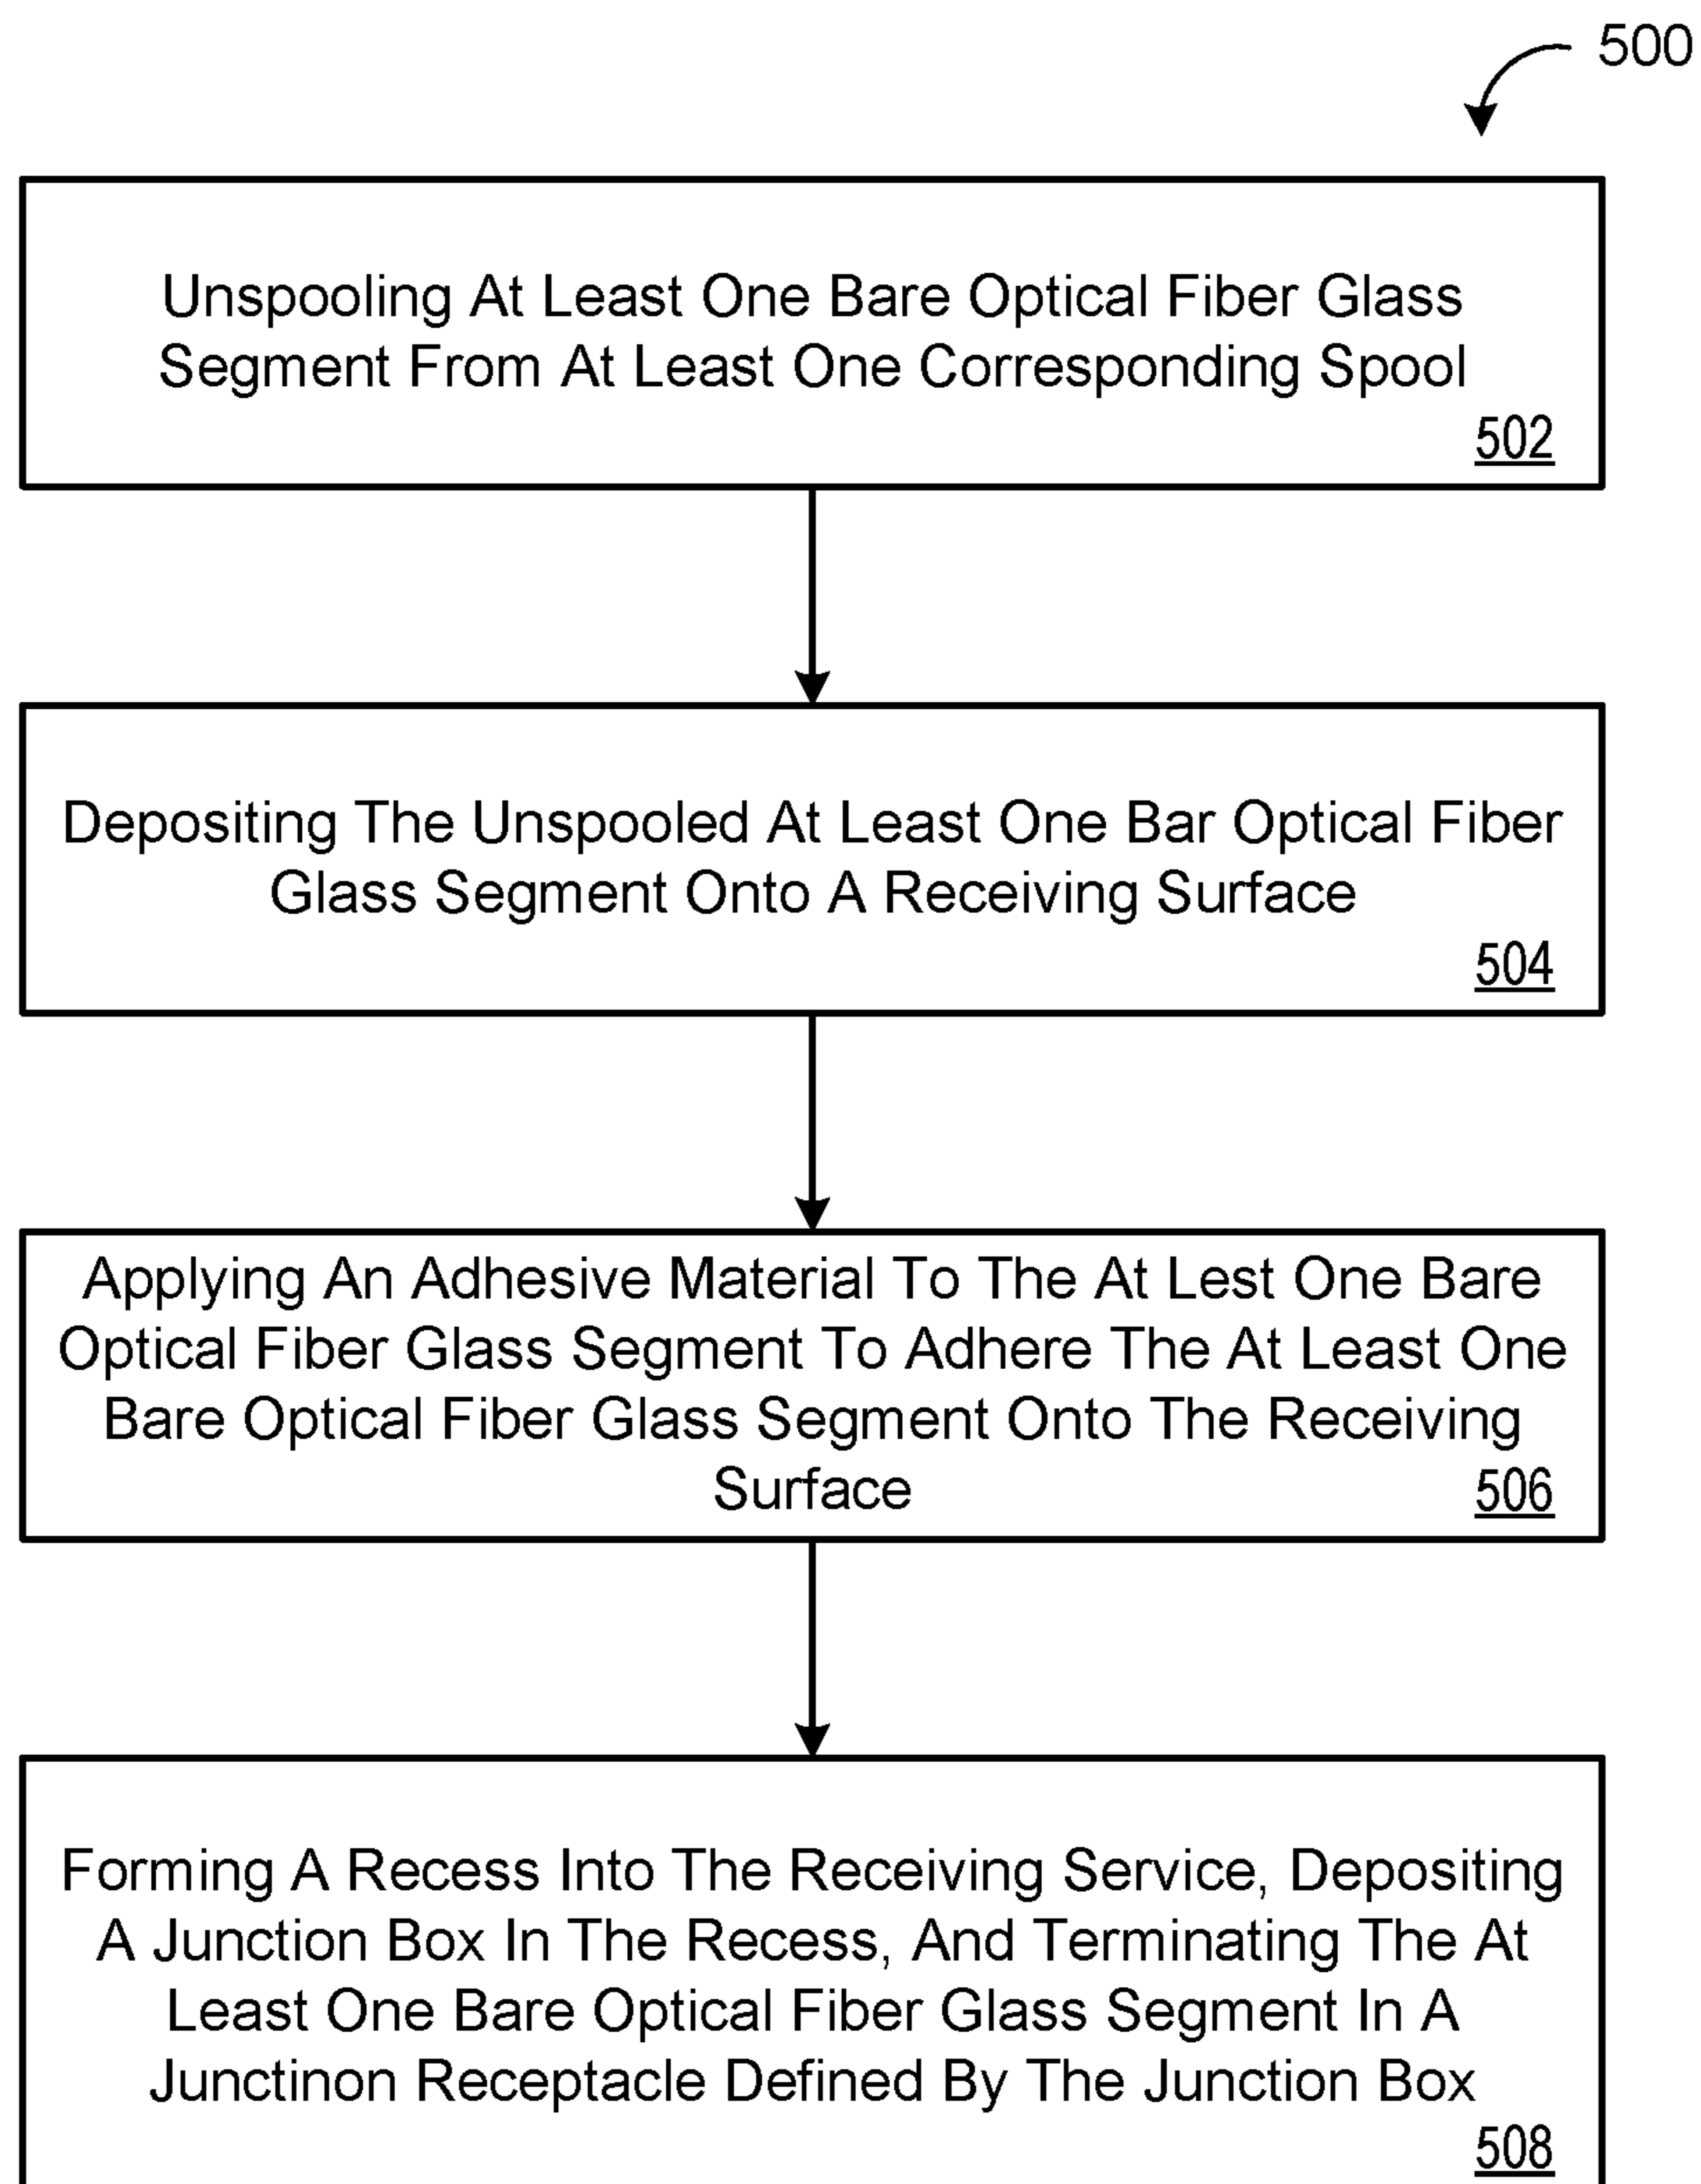 500
Unspooling At Least One Bare Optical Fiber Glass
Segment From At Least One Corresponding Spool
502
Depositing The Unspooled At Least One Bar Optical Fiber
Glass Segment Onto A Receiving Surface
504
Applying An Adhesive Material To The At Lest One Bare
Optical Fiber Glass Segment To Adhere The At Least One
Bare Optical Fiber Glass Segment Onto The Receiving
Surface
506
Forming A Recess Into The Receiving Service, Depositing
A Junction Box In The Recess, And Terminating The At
Least One Bare Optical Fiber Glass Segment In A
Junctinon Receptacle Defined By The Junction Box
508